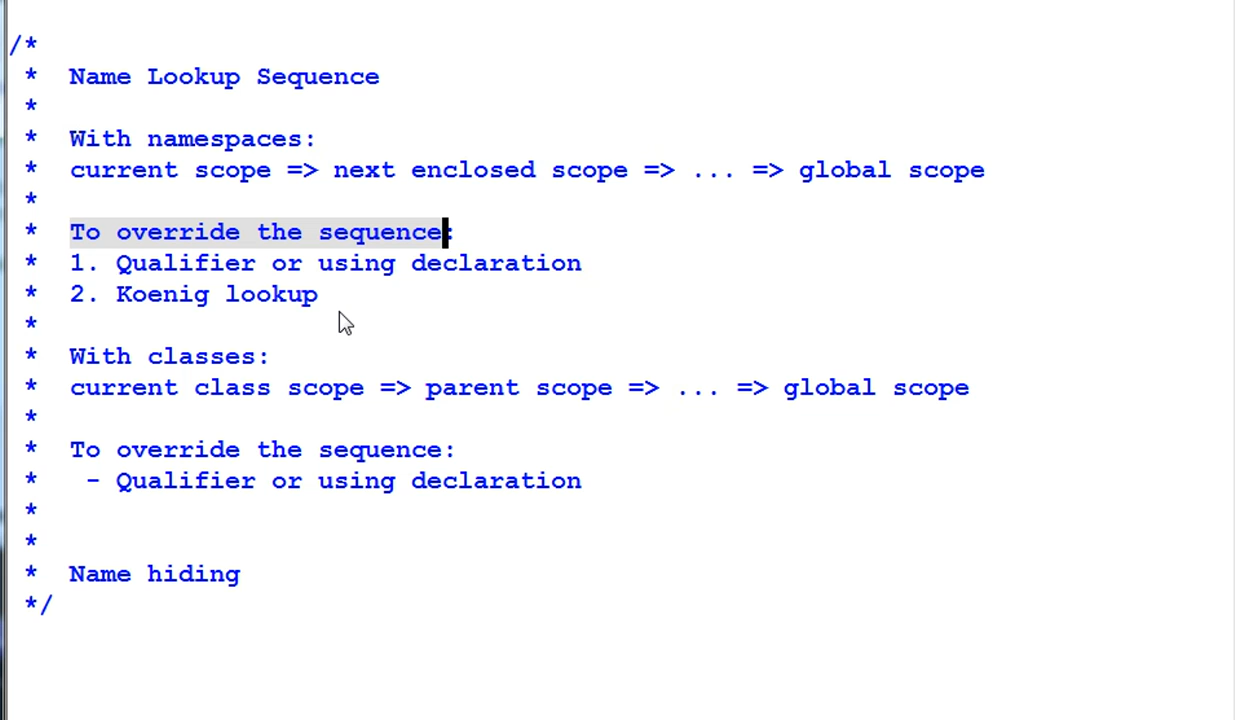 /*
 *  Name Lookup Sequence
 *
 *  With namespaces:
 *  current scope => next enclosed scope => ... => global scope
 *
 *  To override the sequence:
 *  1. Qualifier or using declaration
 *  2. Koenig lookup
 *
 *  With classes:
 *  current class scope => parent scope => ... => global scope
 *
 *  To override the sequence:
 *   - Qualifier or using declaration
 *
 *
 *  Name hiding
 */